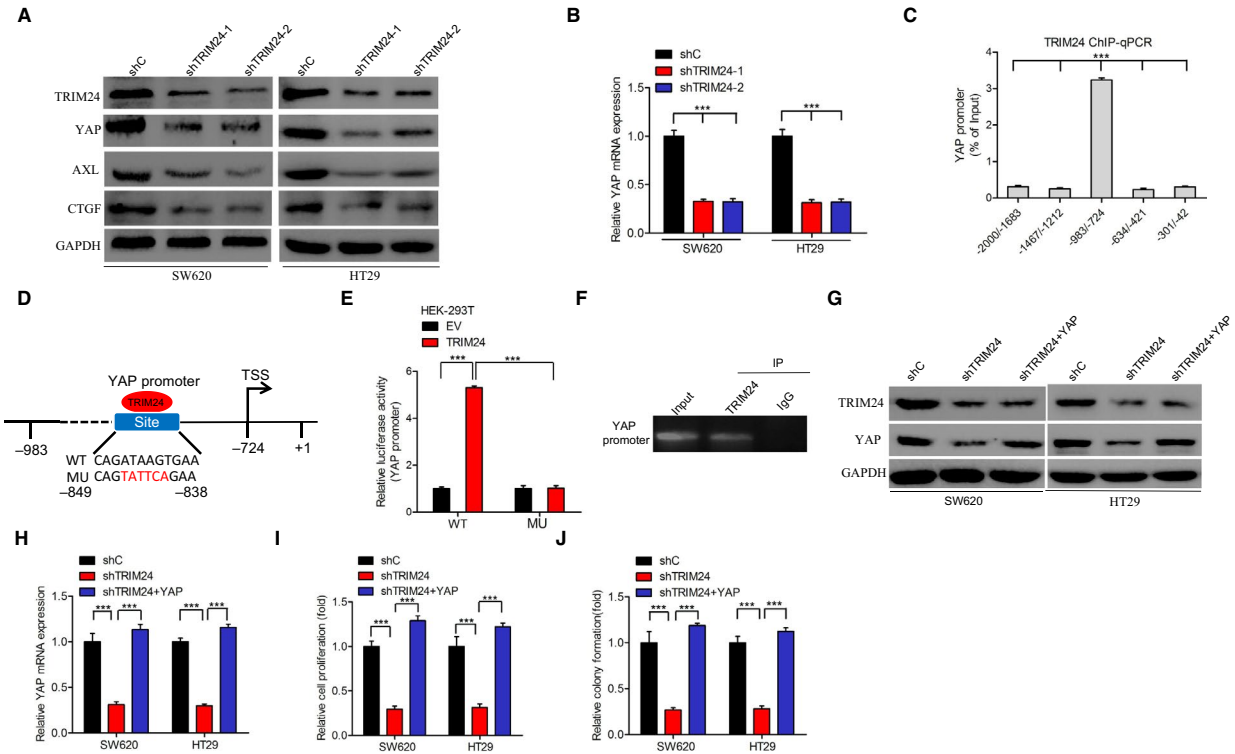 A
shC
shTRIM24-1
shTRIM24-2
shC
shTRIM24-1
shTRIM24-2
TRIM24
YAP
AXL
CTGF
GAPDH
SW620
HT29
B
shC
shTRIM24-1
shTRIM24-2
Relative YAP mRNA expression
1.5
1.0
0.5
0.0
***
***
SW620
HT29
C
TRIM24 ChIP-qPCR
YAP promoter
(% of Input)
4
3
2
1
0
***
-2000/-1683
-1467/-1212
-983/-724
-634/-421
-301/-42
D
YAP promoter
TRIM24
Site
TSS
–983
–724
+1
WT CAGATAAGTGAA
MU CAGTATTCAGAA
–849
–838
E
HEK-293T
EV
TRIM24
Relative luciferase activity
(YAP promoter)
6
4
2
0
***
***
WT
MU
F
IP
Input
TRIM24
IgG
YAP
promoter
G
shC
shTRIM24
shTRIM24+YAP
shC
shTRIM24
shTRIM24+YAP
TRIM24
YAP
GAPDH
SW620
HT29
H
shC
shTRIM24
shTRIM24+YAP
Relative YAP mRNA expression
1.5
1.0
0.5
0.0
*** ***
*** ***
SW620
HT29
I
shC
shTRIM24
shTRIM24+YAP
Relative cell proliferation (fold)
1.5
1.0
0.5
0.0
***
***
***
***
SW620
HT29
J
shC
shTRIM24
shTRIM24+YAP
Relative colony formation(fold)
1.5
1.0
0.5
0.0
*** ***
*** ***
SW620
HT29